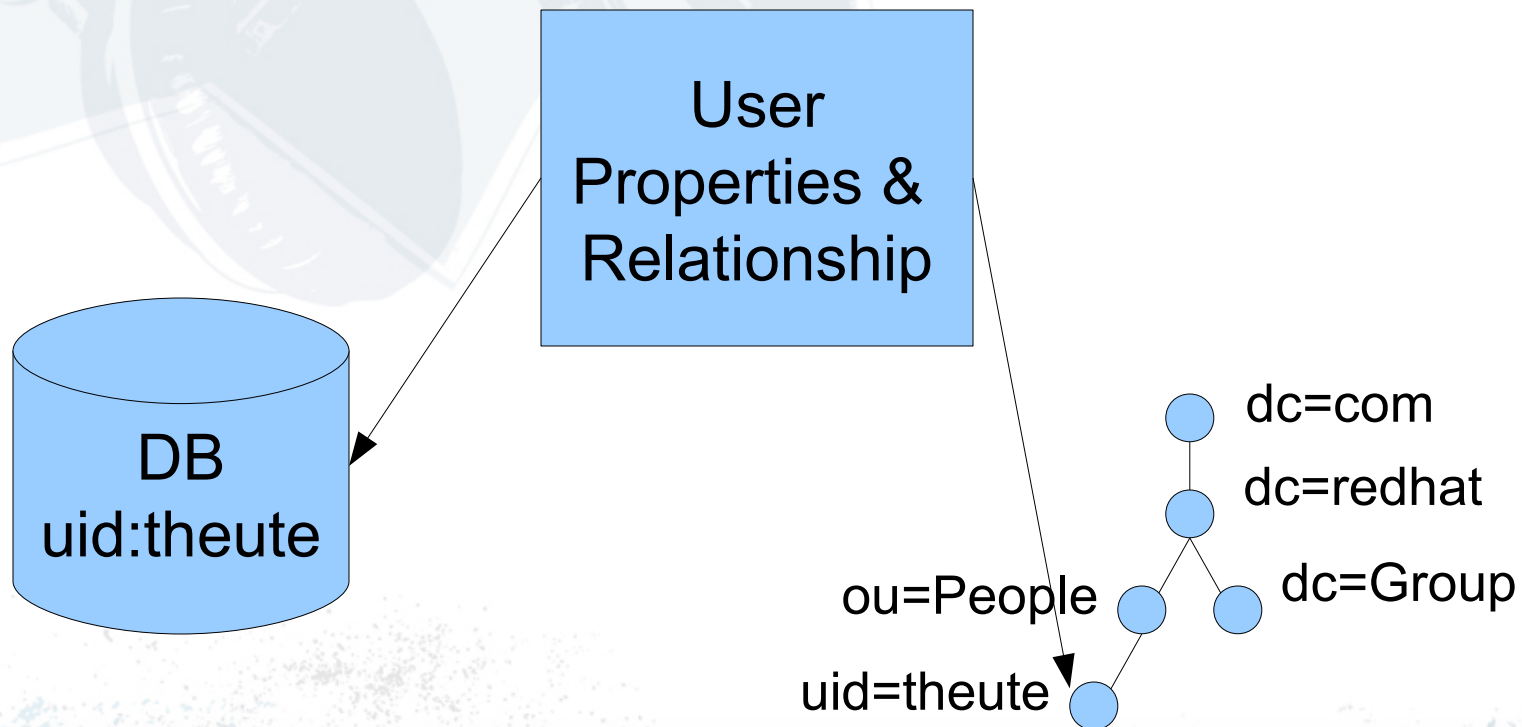 User
Properties &
Relationship
DB
uid:theute
dc=com
dc=redhat
ou=People
dc=Group
uid=theute